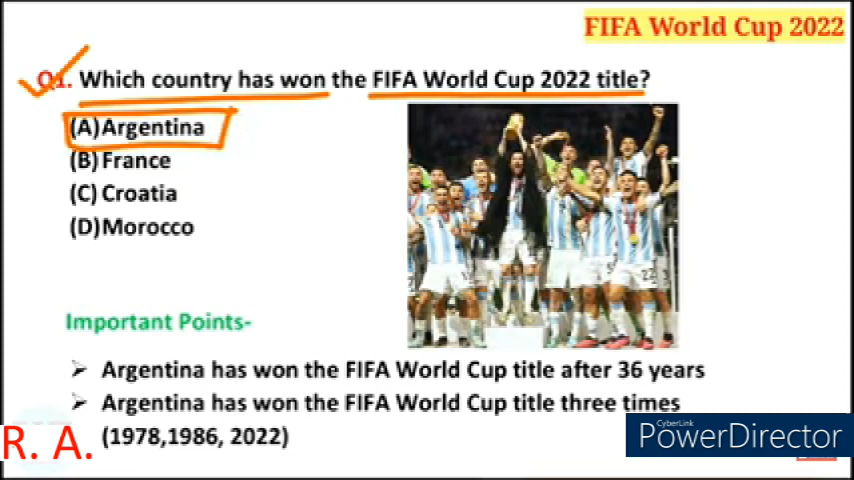 FIFA World Cup 2022
Q1. Which country has won the FIFA World Cup 2022 title?
(A)Argentina
(B)France
(C)Croatia
(D)Morocco
22
Important Points-
Argentina has won the FIFA World Cup title after 36 years
Argentina has won the FIFA World Cup title three times
(1978,1986, 2022)
R. A.
CyberLink
PowerDirector